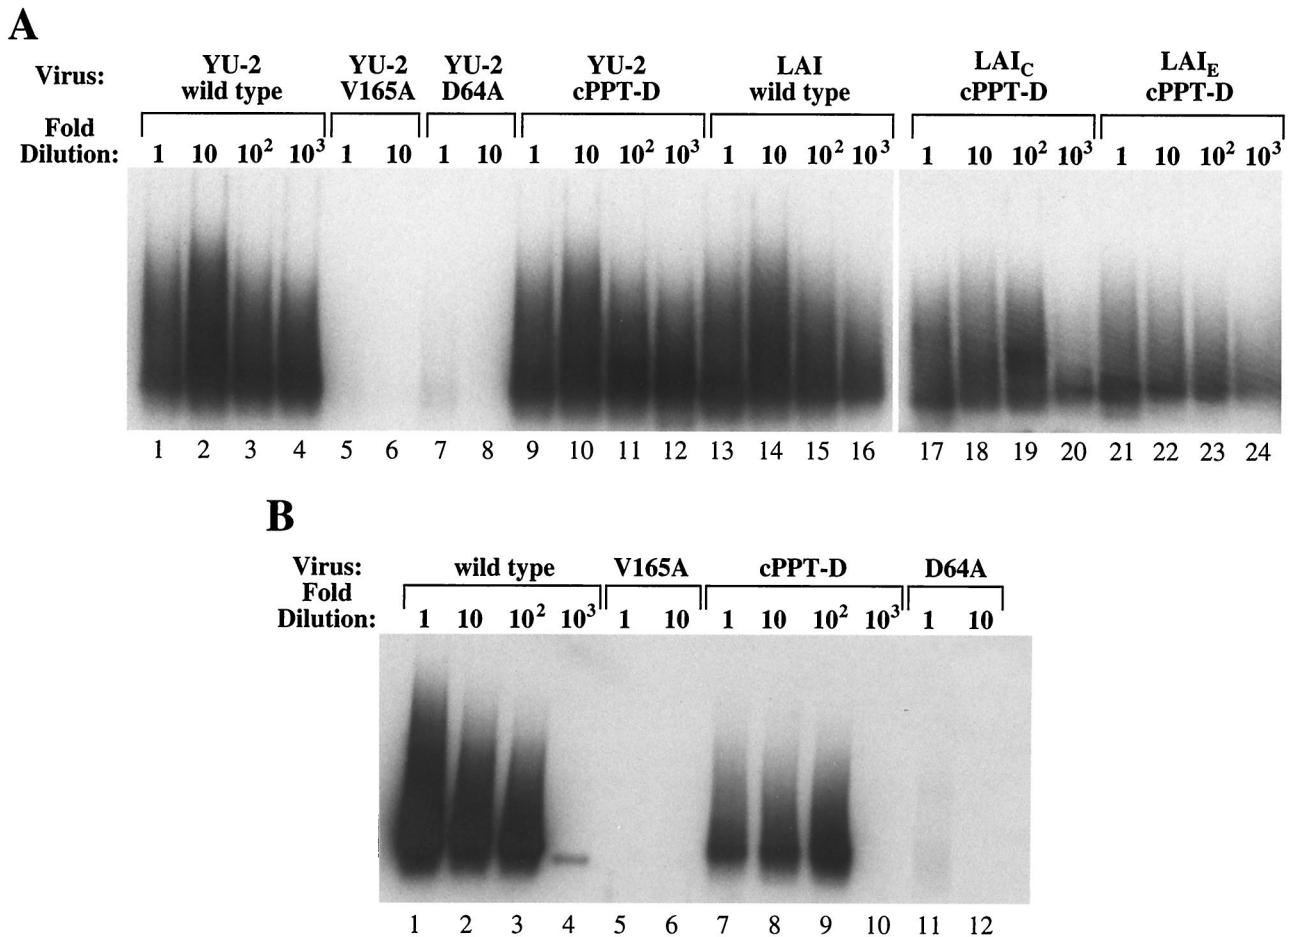 A
Virus: YU-2 wild type YU-2 V165A YU-2 D64A YU-2 cPPT-D LAI wild type LAI_C cPPT-D LAI_E cPPT-D
Fold
Dilution: 1 10 10² 10³ 1 10 1 10 1 10 10² 10³ 1 10 10² 10³ 1 10 10² 10³ 1 10 10² 10³
1 2 3 4 5 6 7 8 9 10 11 12 13 14 15 16 17 18 19 20 21 22 23 24
B
Virus: wild type V165A cPPT-D D64A
Fold
Dilution: 1 10 10² 10³ 1 10 1 10 10² 10³ 1 10
1 2 3 4 5 6 7 8 9 10 11 12